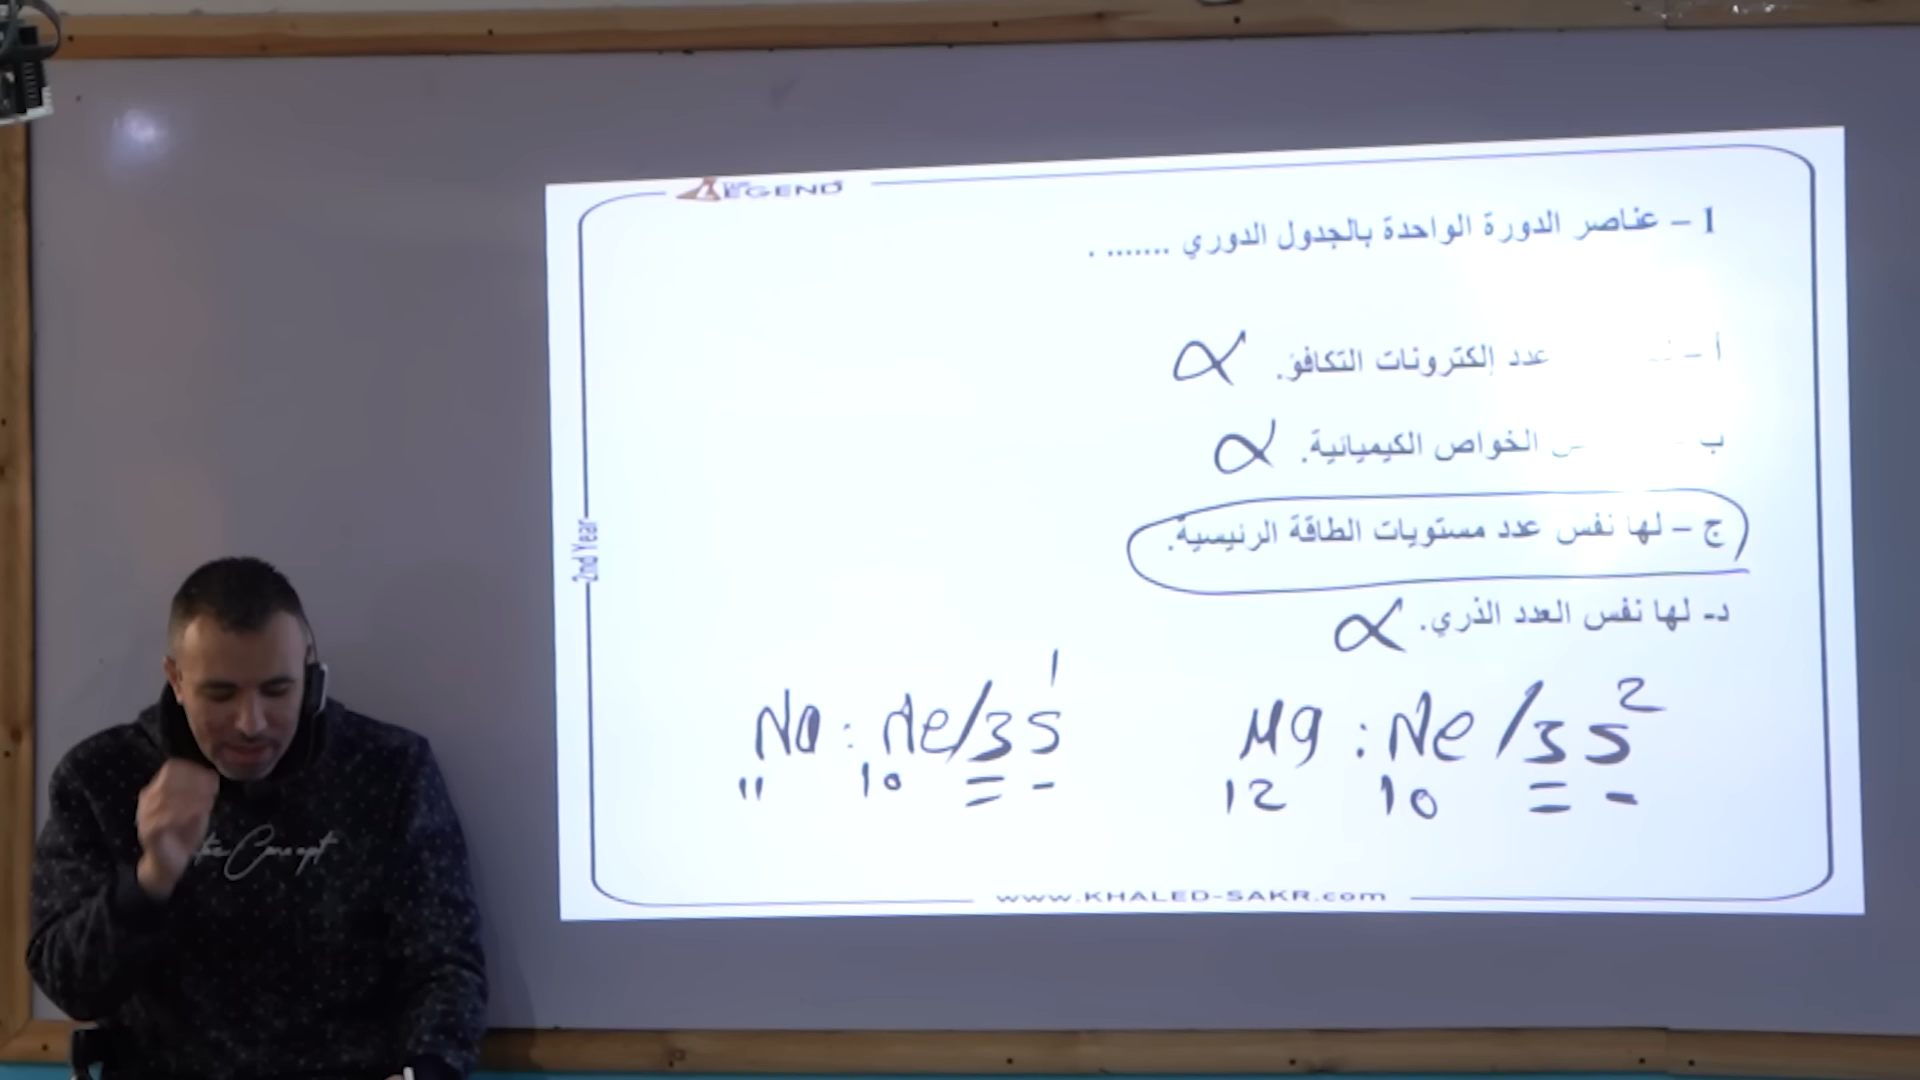 LEGEND
1 – عناصر الدورة الواحدة بالجدول الدوري ....... .
أ – عدد إلكترونات التكافؤ.
ب – الخواص الكيميائية.
ج – لها نفس عدد مستويات الطاقة الرئيسية.
د- لها نفس العدد الذري.
Mg : Ne / 3s²
12 10
Na : Ne / 3s¹
11 10
2nd Year
www.KHALED-SAKR.com